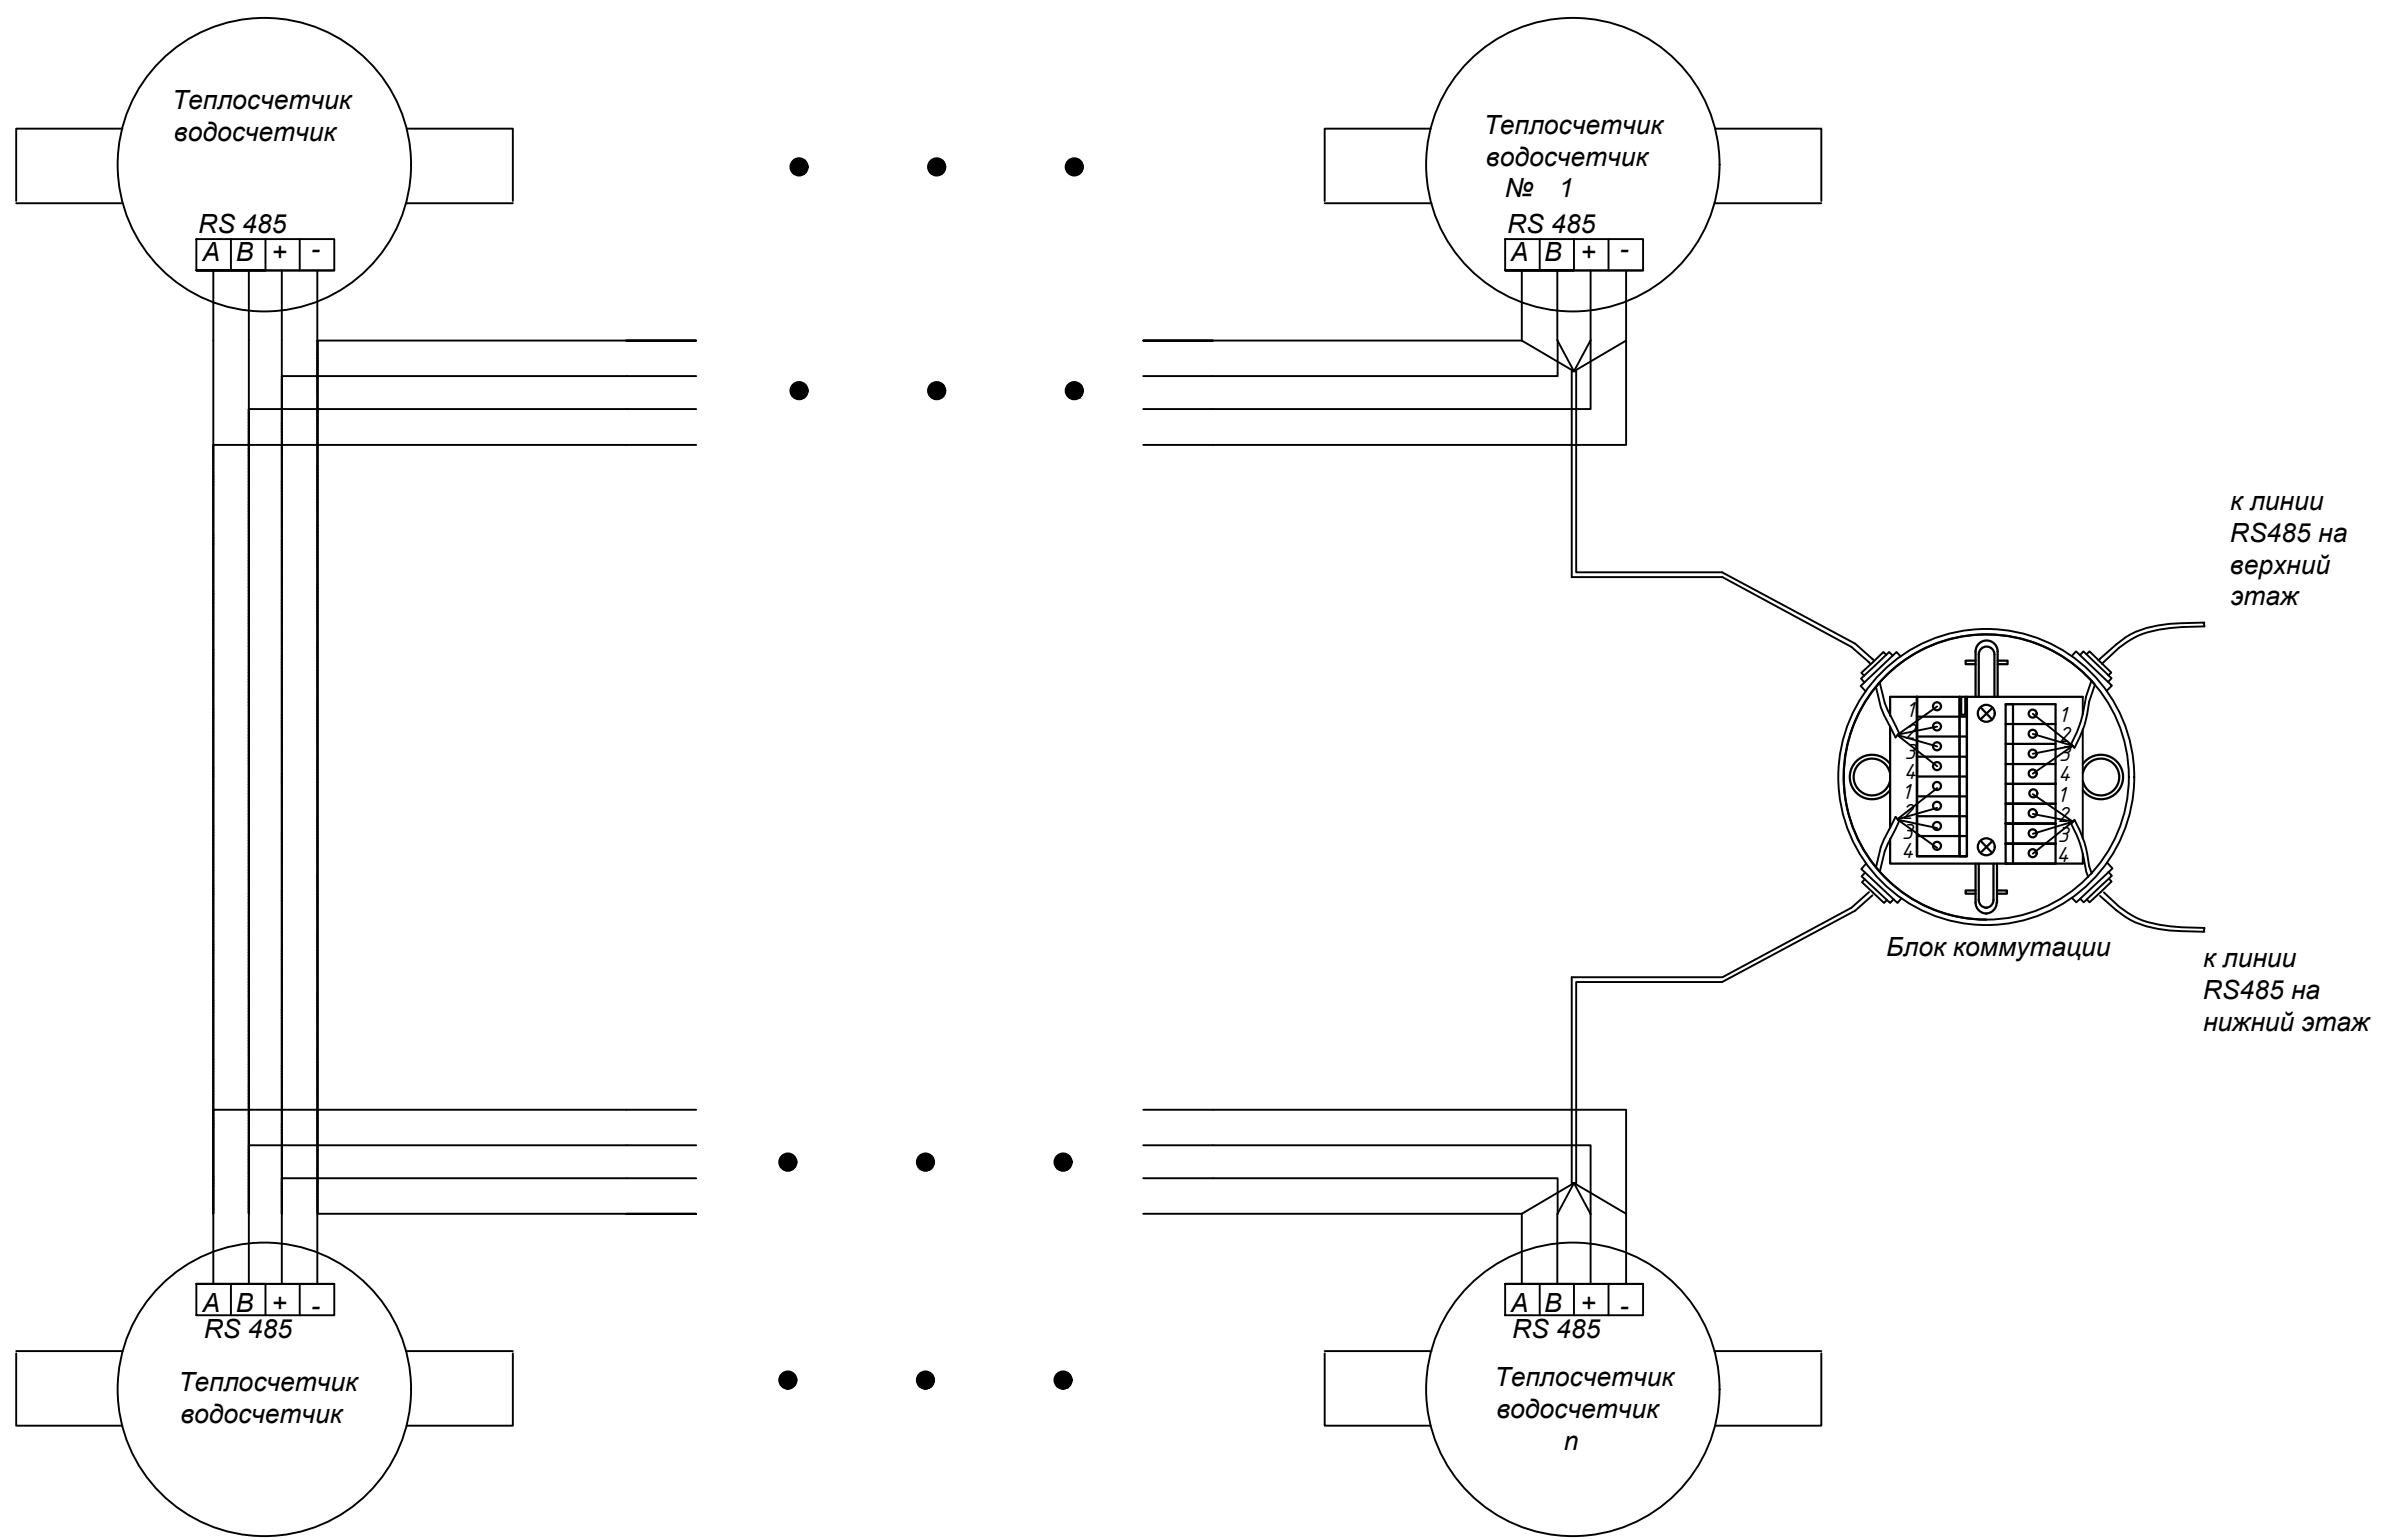 Теплосчетчик
водосчетчик
RS 485
A B + -
Теплосчетчик
водосчетчик
№ 1
RS 485
A B + -
к линии
RS485 на
верхний
этаж
1
2
3
4
1
2
3
4
1
2
3
4
1
2
3
4
Блок коммутации
к линии
RS485 на
нижний этаж
A B + -
RS 485
Теплосчетчик
водосчетчик
A B + -
RS 485
Теплосчетчик
водосчетчик
n